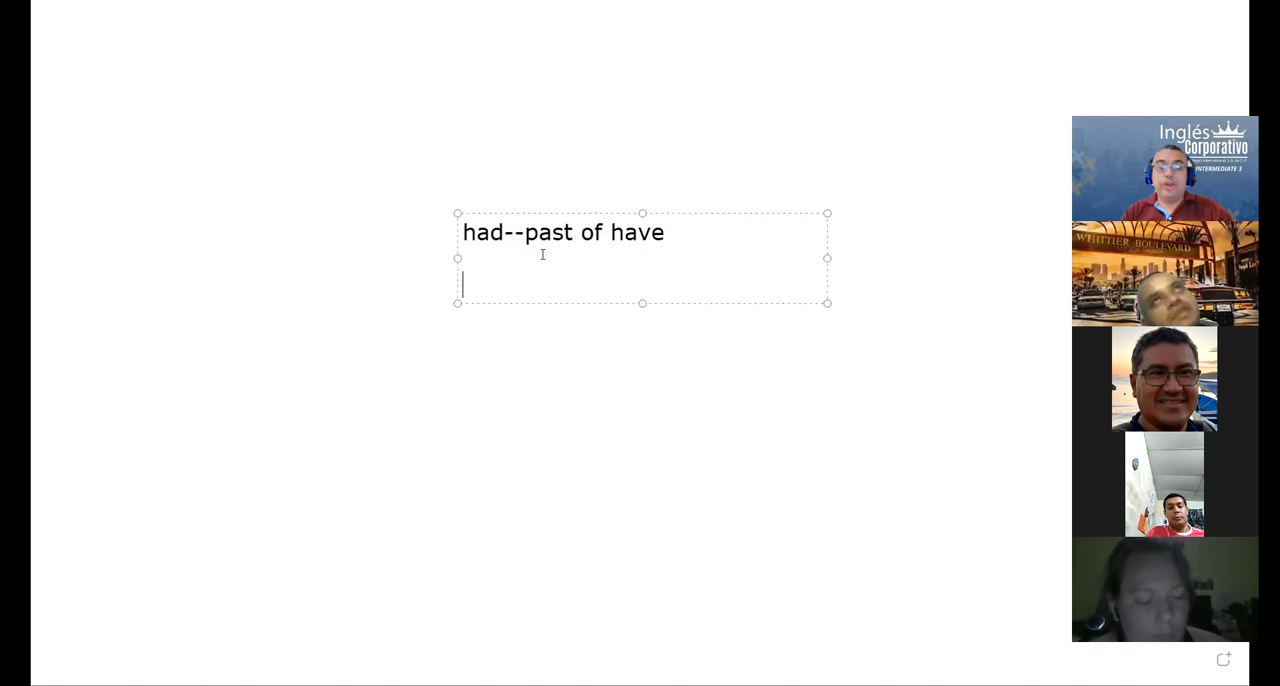 had--past of have
Inglés
Corporativo
INTERMEDIATE 3
WHITTIER BOULEVARD